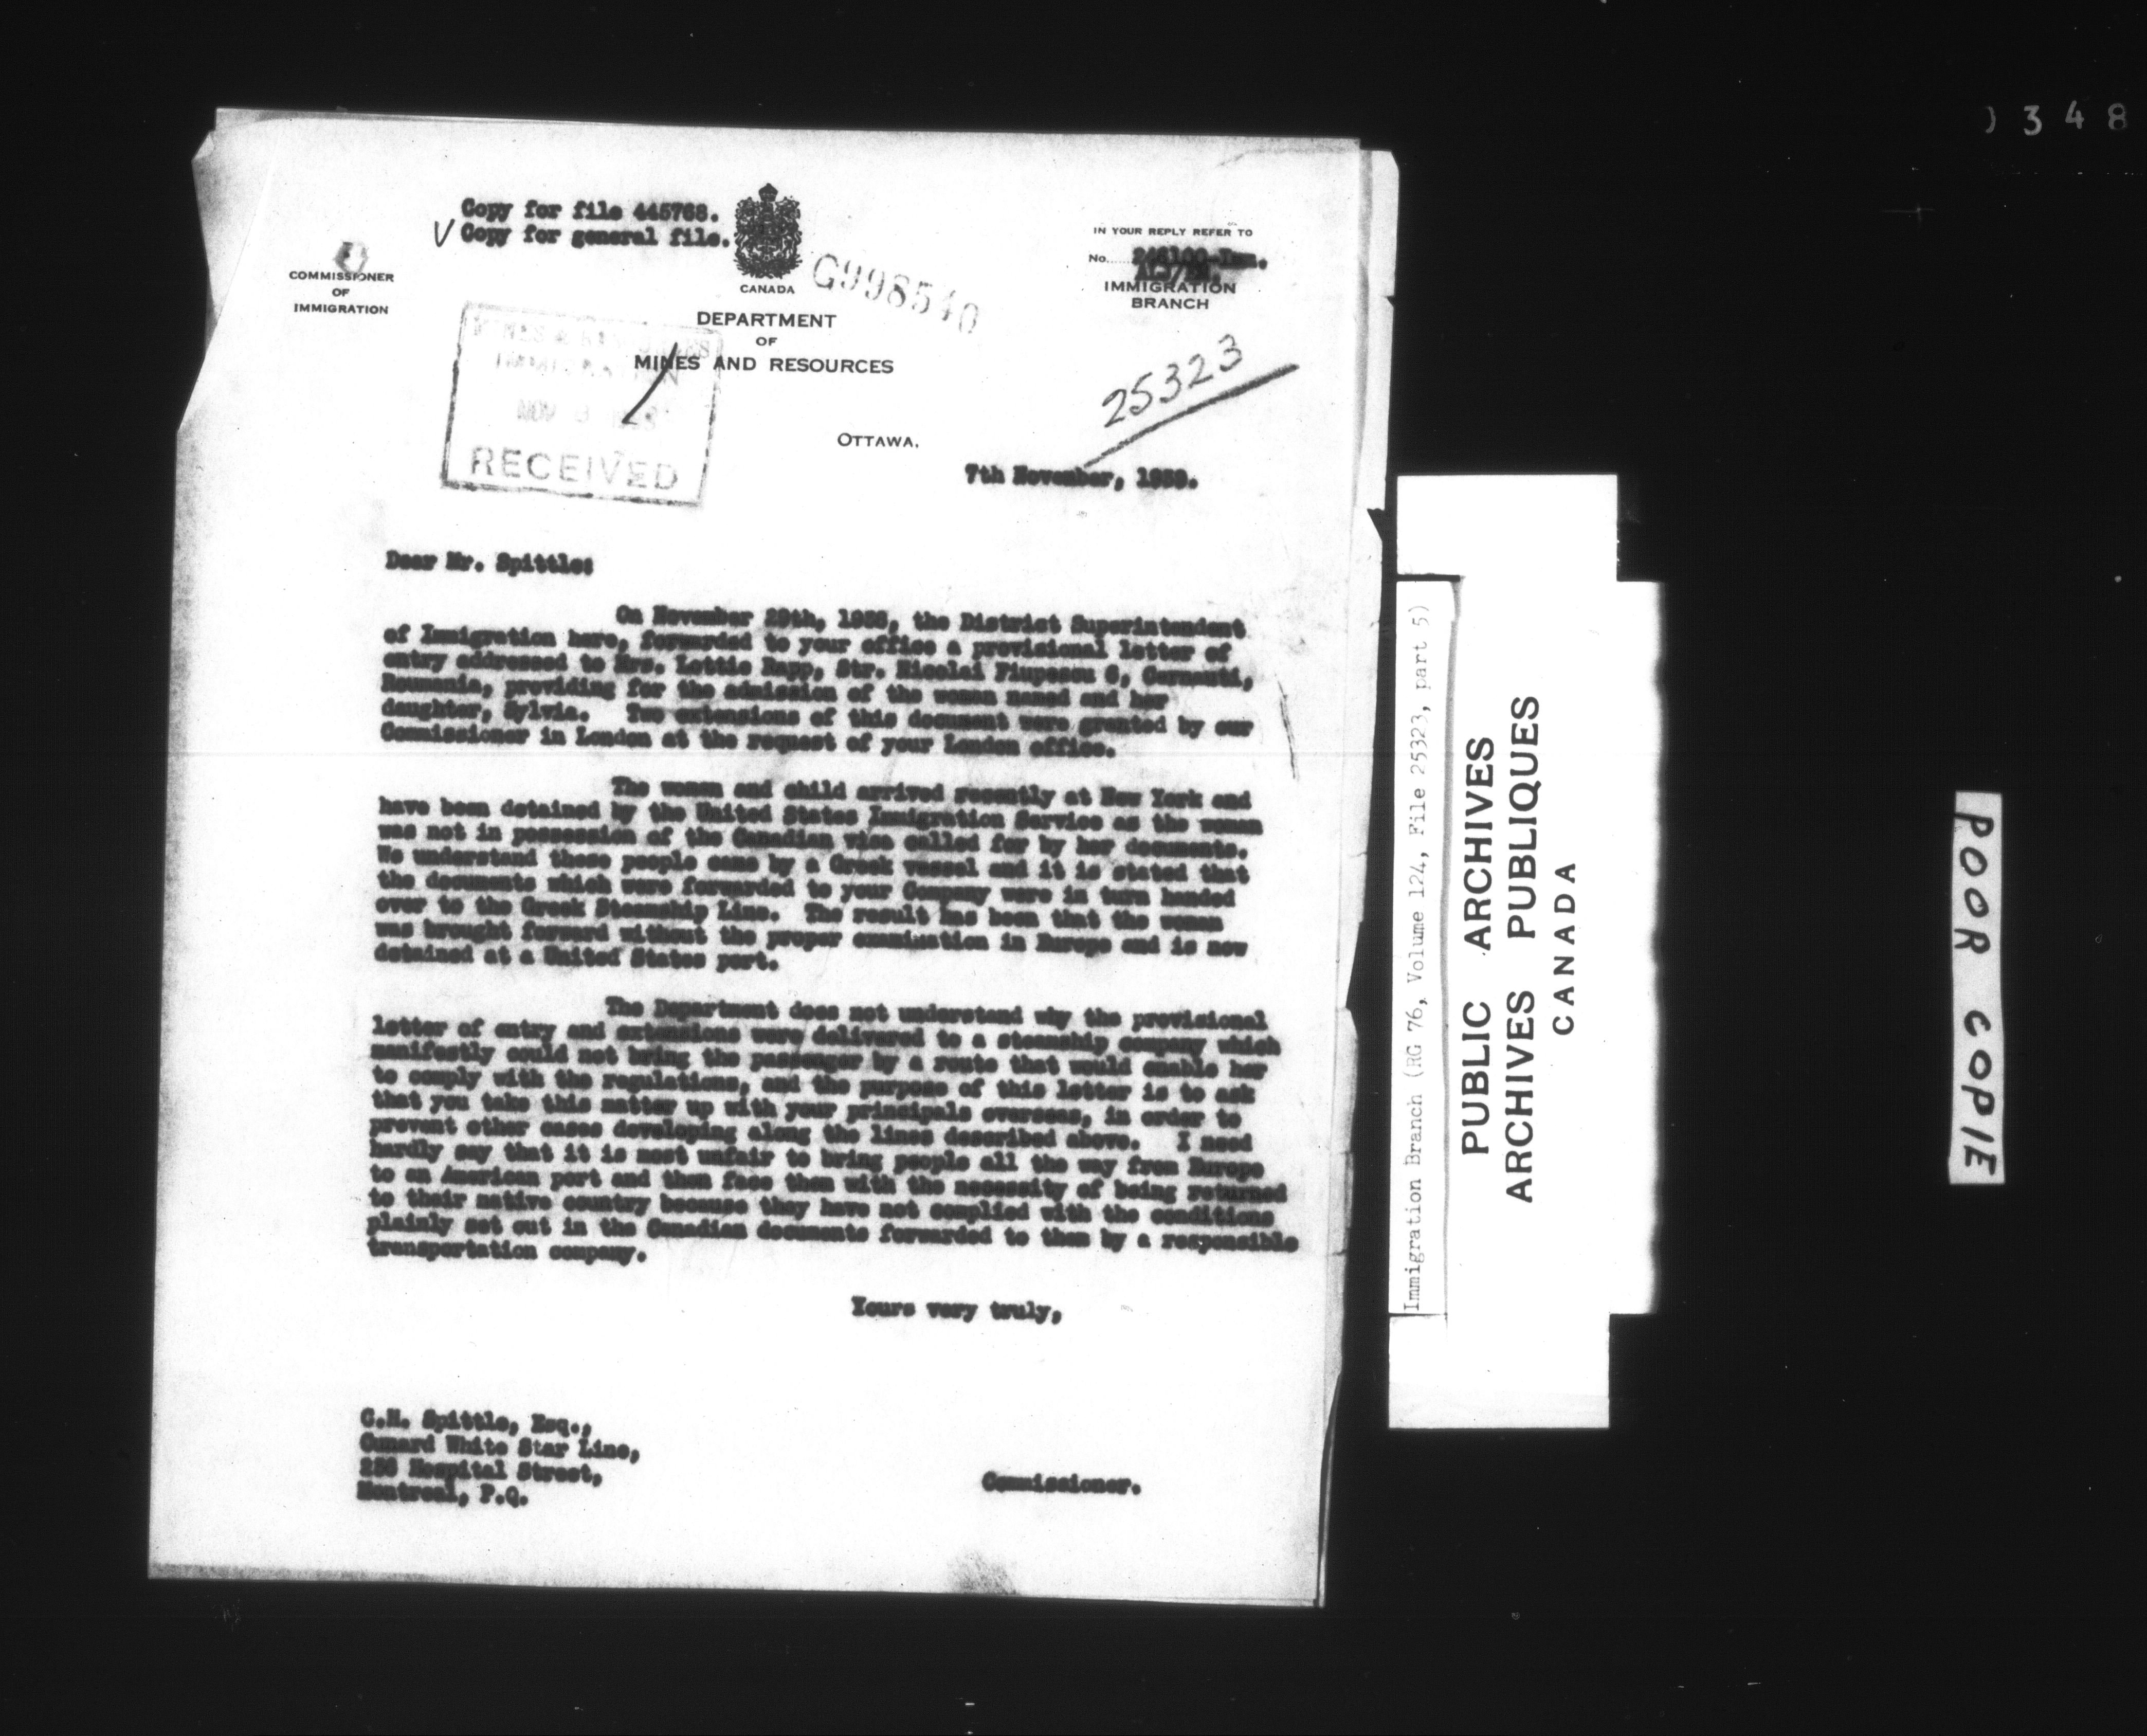 348
Copy for file 445768.
Copy for general file.
COMMISSIONER
OF
IMMIGRATION
CANADA
G998540
IN YOUR REPLY REFER TO
No.
IMMIGRATION
BRANCH
DEPARTMENT
OF
MINES AND RESOURCES
RECEIVED
25323
OTTAWA,
7th November, 1939.
Dear Mr. Spittle:
On November 29th, 1938, the District Superintendent
of Immigration here, forwarded to your office a provisional letter of
entry addressed to Mrs. Lottie Rapp, Str. Nicolai 6, Cernauti,
Roumania, providing for the admission of the woman named and her
daughter, Sylvia. Two extensions of this document were granted by our
Commissioner in London at the request of your London office.
The woman and child arrived recently at New York and
have been detained by the United States Immigration Service as the woman
was not in possession of the Canadian visa called for by her documents.
We understand these people came by a Greek vessel and it is stated that
the documents which were forwarded to your Company were in turn handed
over to the Greek Steamship Line. The result has been that the woman
was brought forward without the proper examination in Europe and is now
detained at a United States port.
The Department does not understand why the provisional
letter of entry and extensions were delivered to a steamship company which
manifestly could not bring the passenger by a route that would enable her
to comply with the regulations, and the purpose of this letter is to ask
that you take this matter up with your principals overseas, in order to
prevent other cases developing along the lines described above. I need
hardly say that it is most unfair to bring people all the way from Europe
to an American port and then face them with the necessity of being returned
to their native country because they have not complied with the conditions
plainly set out in the Canadian documents forwarded to them by a responsible
transportation company.
Yours very truly,
C.H. Spittle, Esq.,
Cunard White Star Line,
Hospital Street,
Montreal, P.Q.
Commissioner.
Immigration Branch (RG 76, Volume 124, File 25323, part 5)
PUBLIC ARCHIVES
ARCHIVES PUBLIQUES
CANADA
POOR COPIE